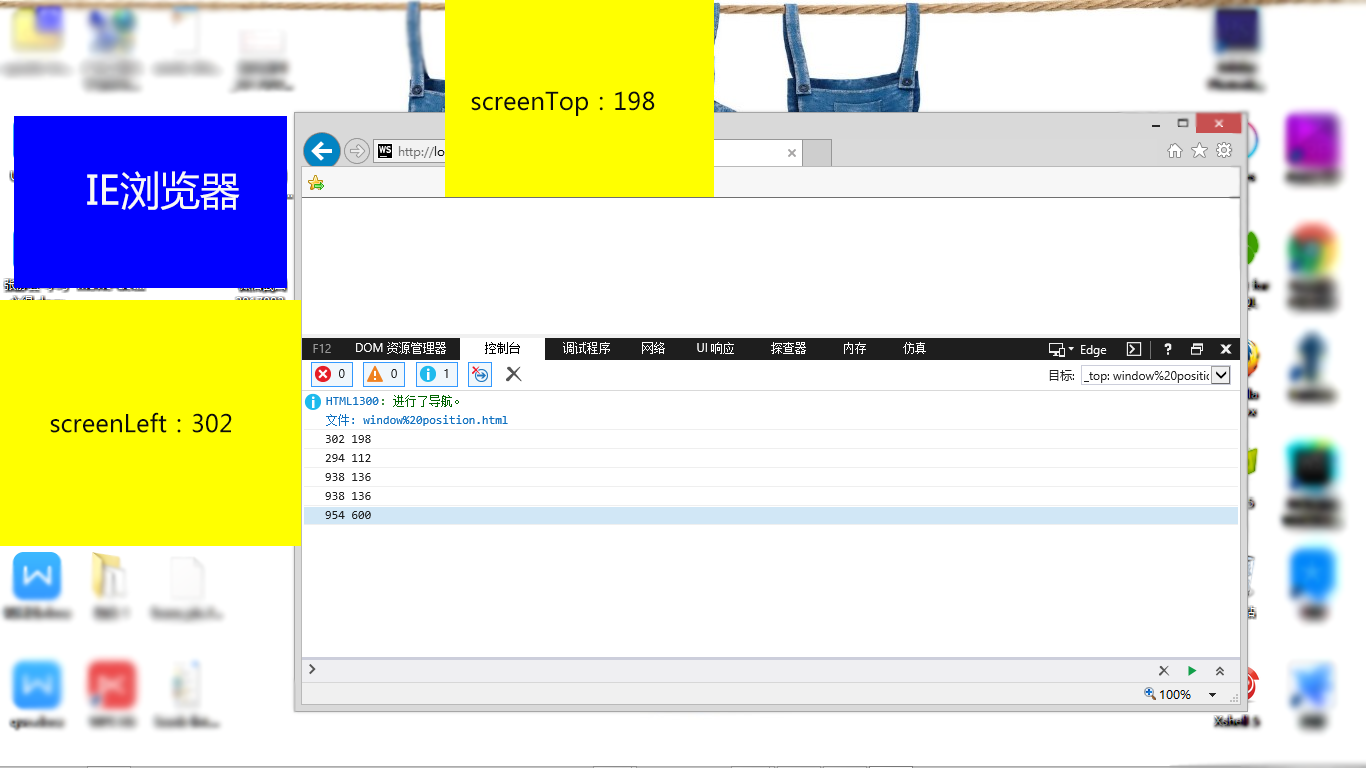 screenTop：198
IE浏览器
http://lo
screenLeft：302
F12 DOM 资源管理器 控制台 调试程序 网络 UI 响应 探查器 内存 仿真 Edge
0 0 1 目标: _top: window%20positic
HTML1300: 进行了导航。
文件: window%20position.html
302 198
294 112
938 136
938 136
954 600
100%